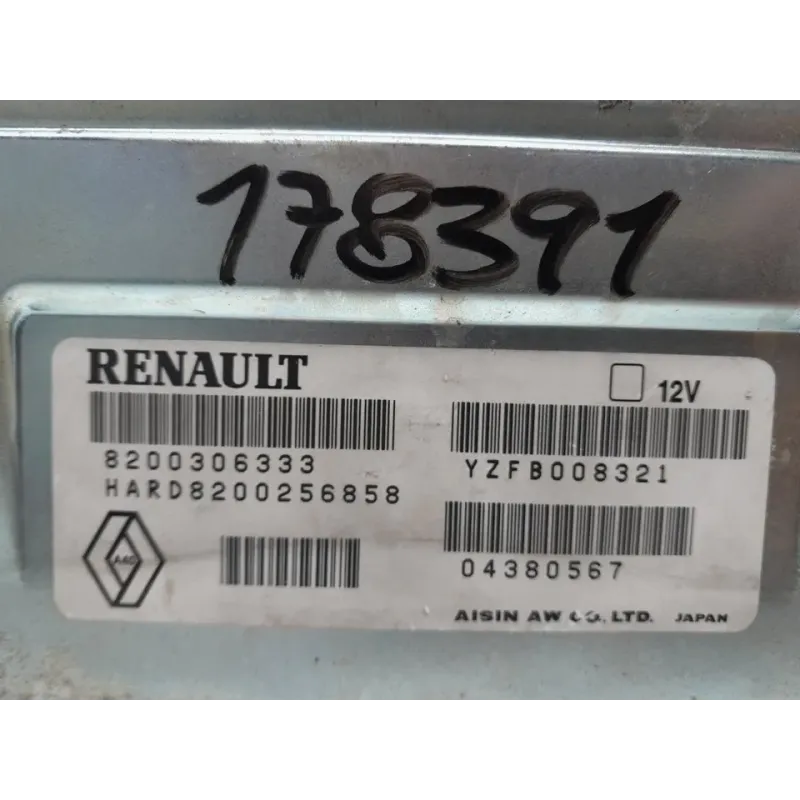 178391
RENAULT
12V
8200306333
YZFB008321
HARD8200256858
04380567
AISIN AW CO., LTD. JAPAN